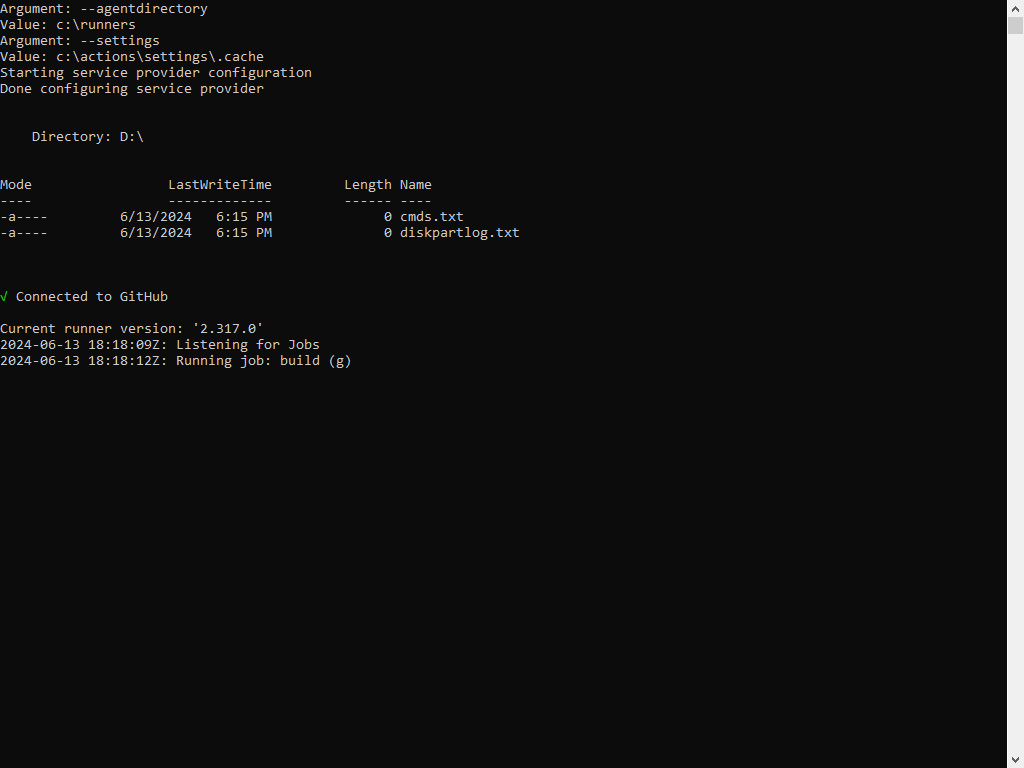 Argument: --agentdirectory
Value: c:\runners
Argument: --settings
Value: c:\actions\settings\.cache
Starting service provider configuration
Done configuring service provider
Directory: D:\
Mode                 LastWriteTime         Length Name
----                 -------------         ------ ----
-a----         6/13/2024   6:15 PM              0 cmds.txt
-a----         6/13/2024   6:15 PM              0 diskpartlog.txt
√ Connected to GitHub
Current runner version: '2.317.0'
2024-06-13 18:18:09Z: Listening for Jobs
2024-06-13 18:18:12Z: Running job: build (g)